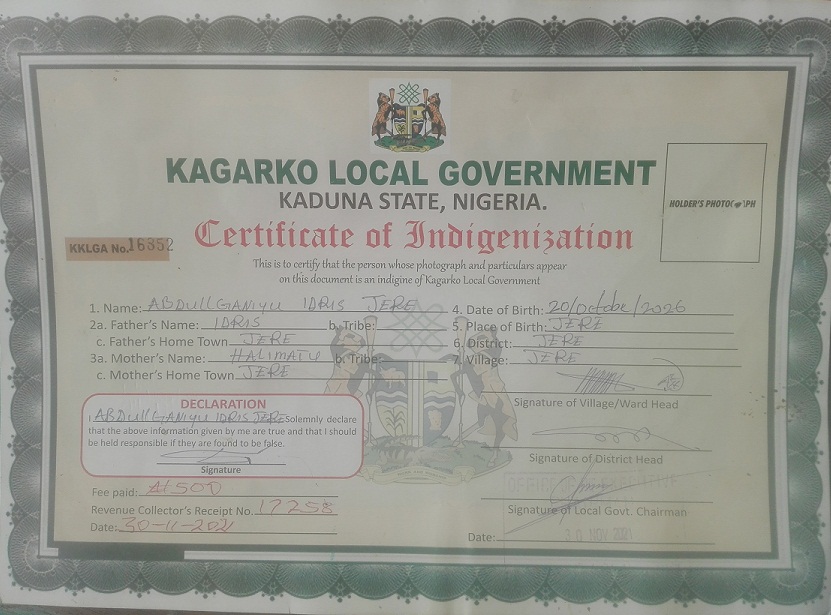 KAGARKO LOCAL GOVERNMENT
KADUNA STATE, NIGERIA.
HOLDER'S PHOTOGRAPH
KKLGA No. 16352
Certificate of Indigenization
This is to certify that the person whose photograph and particulars appear
on this document is an indigine of Kagarko Local Government
1. Name: ABDULLGANIYU IDRIS JERE
2a. Father's Name: IDRIS b. Tribe:
c. Father's Home Town JERE
3a. Mother's Name: HALIMATU b. Tribe:
c. Mother's Home Town JERE
4. Date of Birth: 20/octobe/2026
5. Place of Birth: JERE
6. District: JERE
7. Village: JERE
Signature of Village/Ward Head
DECLARATION
I, ABDULLGANIYU IDRIS JERE Solemnly declare
that the above information given by me are true and that I should
be held responsible if they are found to be false.
Signature
Signature of District Head
Fee paid: ₦1500
Revenue Collector's Receipt No. 17258
Date: 30-11-2021
Signature of Local Govt. Chairman
Date: 30 NOV 2021